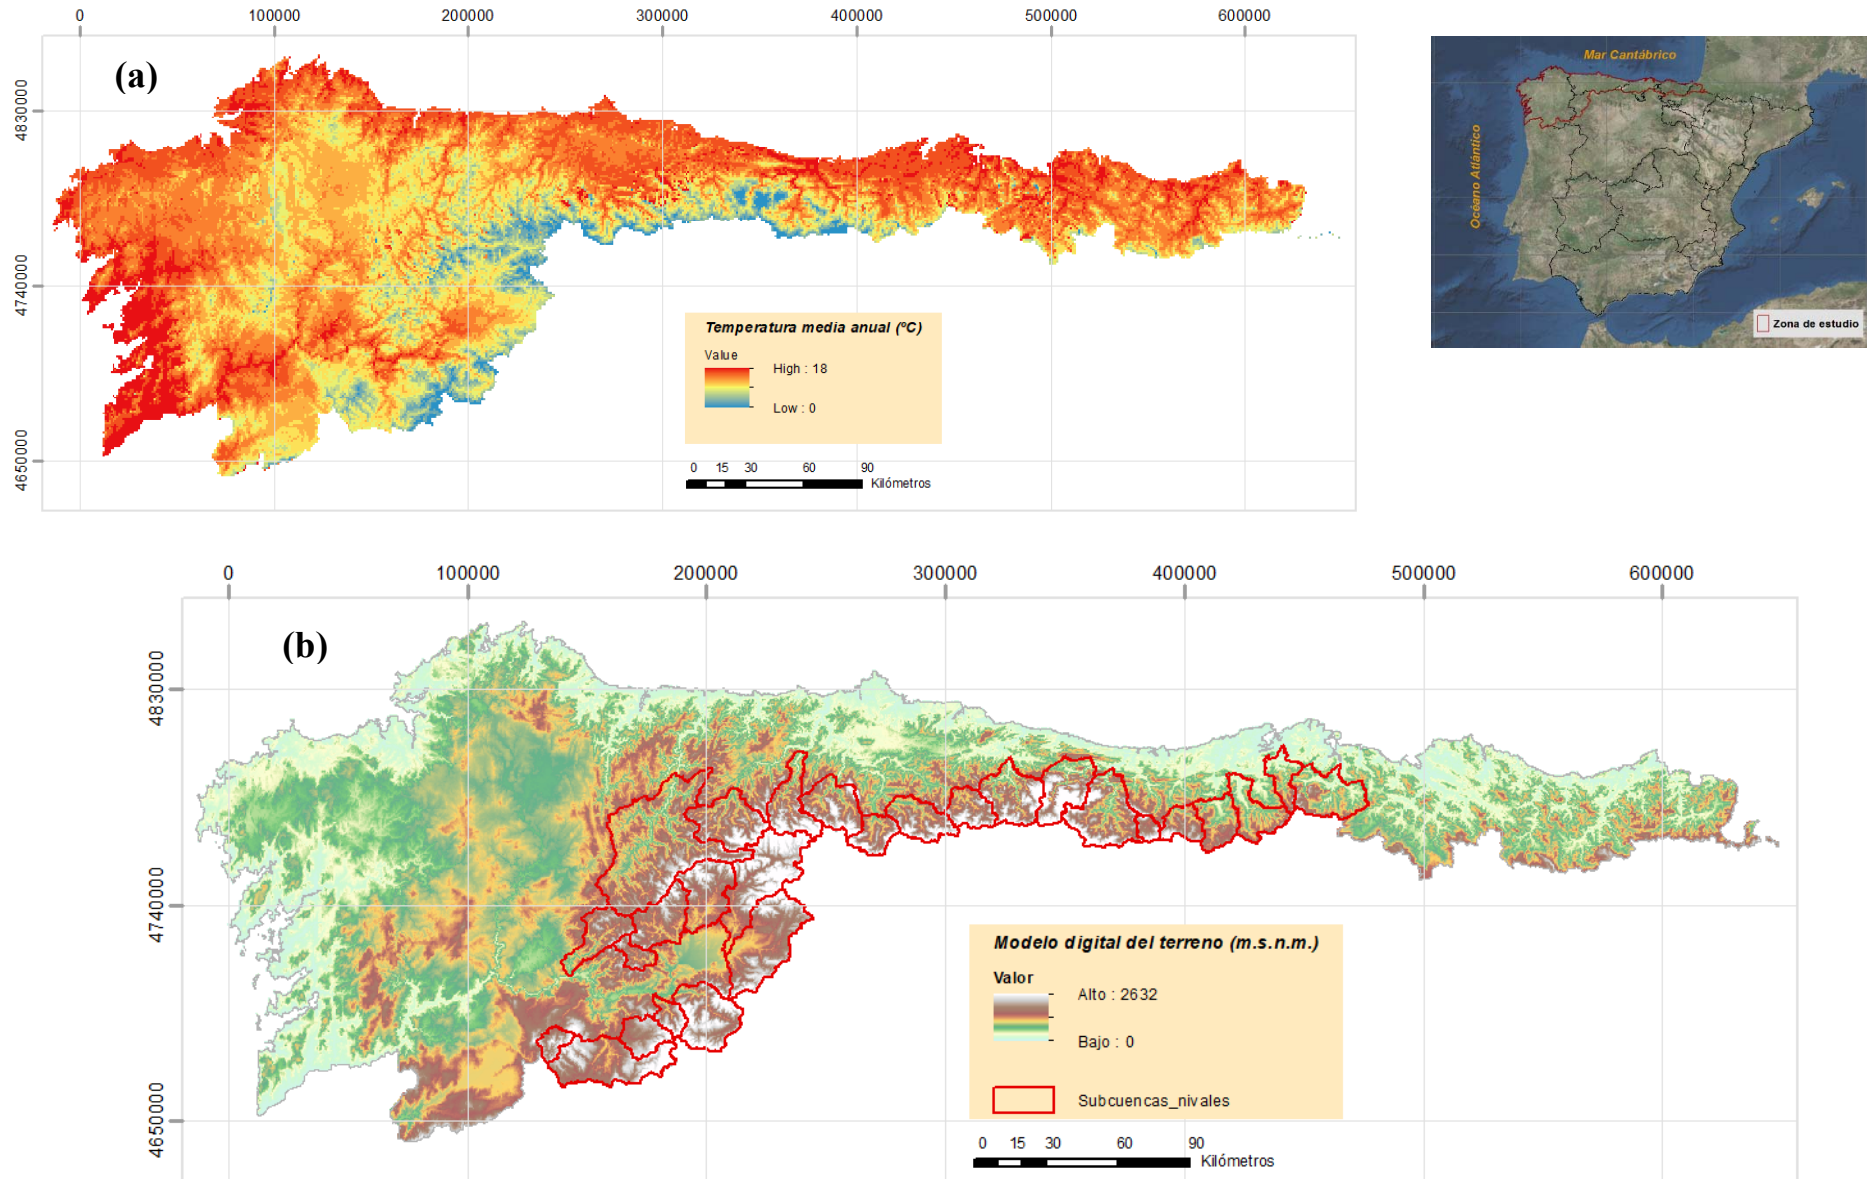 0 100000 200000 300000 400000 500000 600000
(a)
4830000
4740000
4650000
Temperatura media anual (ºC)
Value
High : 18
Low : 0
0 15 30 60 90
Kilómetros
Mar Cantábrico
Océano Atlántico
Zona de estudio
0 100000 200000 300000 400000 500000 600000
(b)
4830000
4740000
4650000
Modelo digital del terreno (m.s.n.m.)
Valor
Alto : 2632
Bajo : 0
Subcuencas_nivales
0 15 30 60 90
Kilómetros